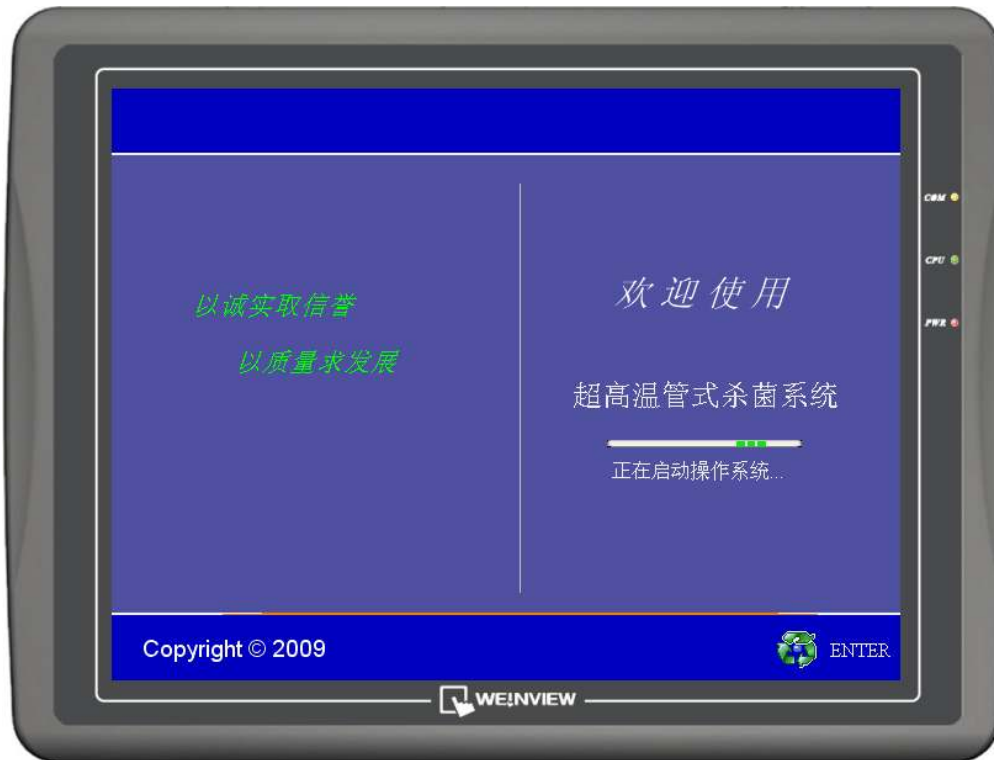 COM
CPU
PWR
以诚实取信誉
以质量求发展
欢迎使用
超高温管式杀菌系统
正在启动操作系统...
Copyright © 2009
ENTER
WE!NVIEW